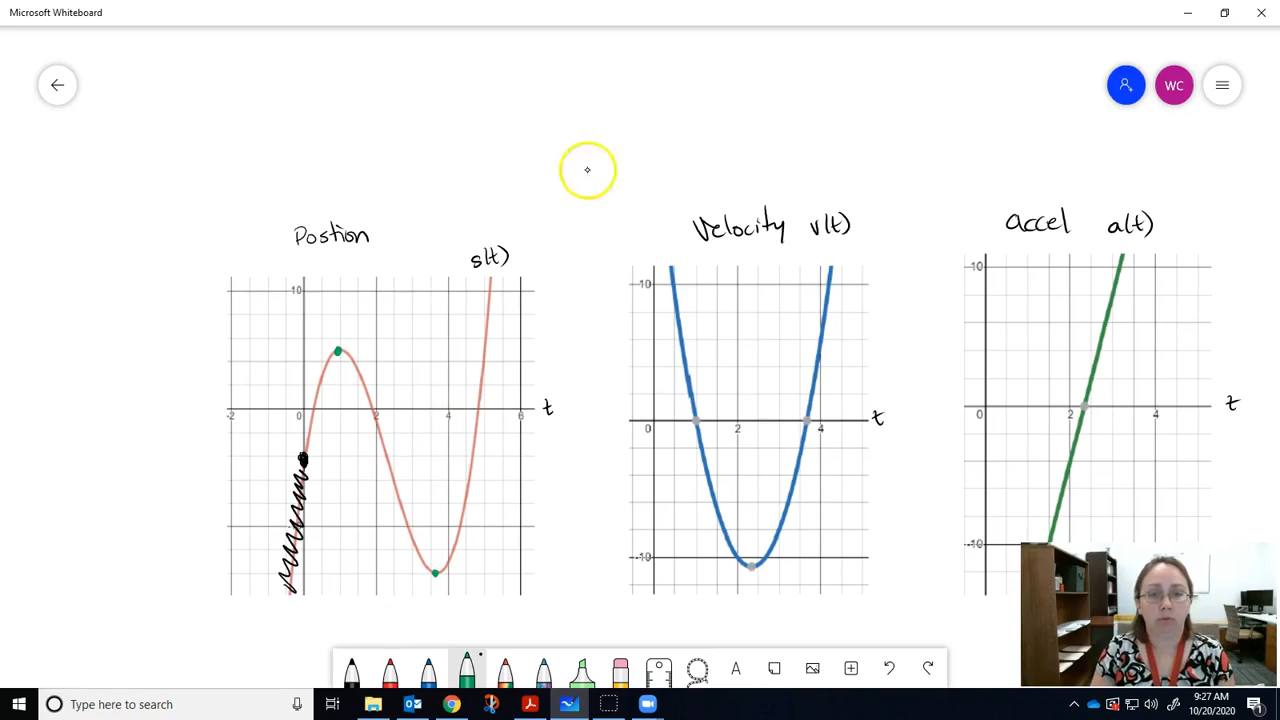 Microsoft Whiteboard
WC
Postion
s(t)
10
-2
0
2
4
6
t
Velocity v(t)
10
0
2
4
t
-10
accel a(t)
10
0
2
4
t
-10
A
Type here to search
9:27 AM
10/20/2020
1